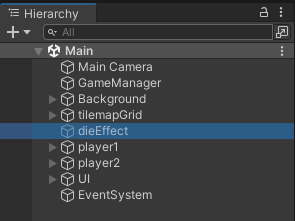 Hierarchy
All
Main
Main Camera
GameManager
Background
tilemapGrid
dieEffect
player1
player2
UI
EventSystem